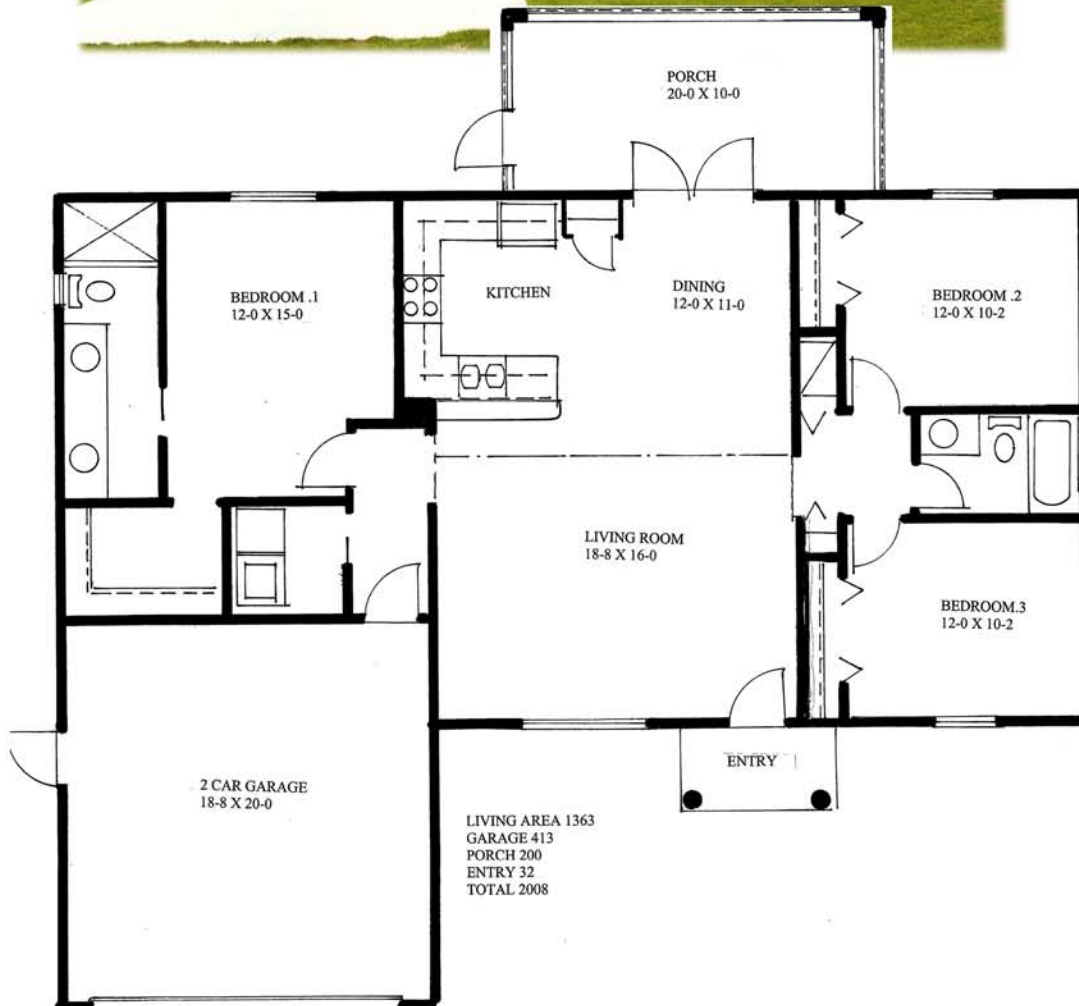 PORCH
20-0 X 10-0
BEDROOM .1
12-0 X 15-0
KITCHEN
DINING
12-0 X 11-0
BEDROOM .2
12-0 X 10-2
LIVING ROOM
18-8 X 16-0
BEDROOM.3
12-0 X 10-2
ENTRY
2 CAR GARAGE
18-8 X 20-0
LIVING AREA 1363
GARAGE 413
PORCH 200
ENTRY 32
TOTAL 2008